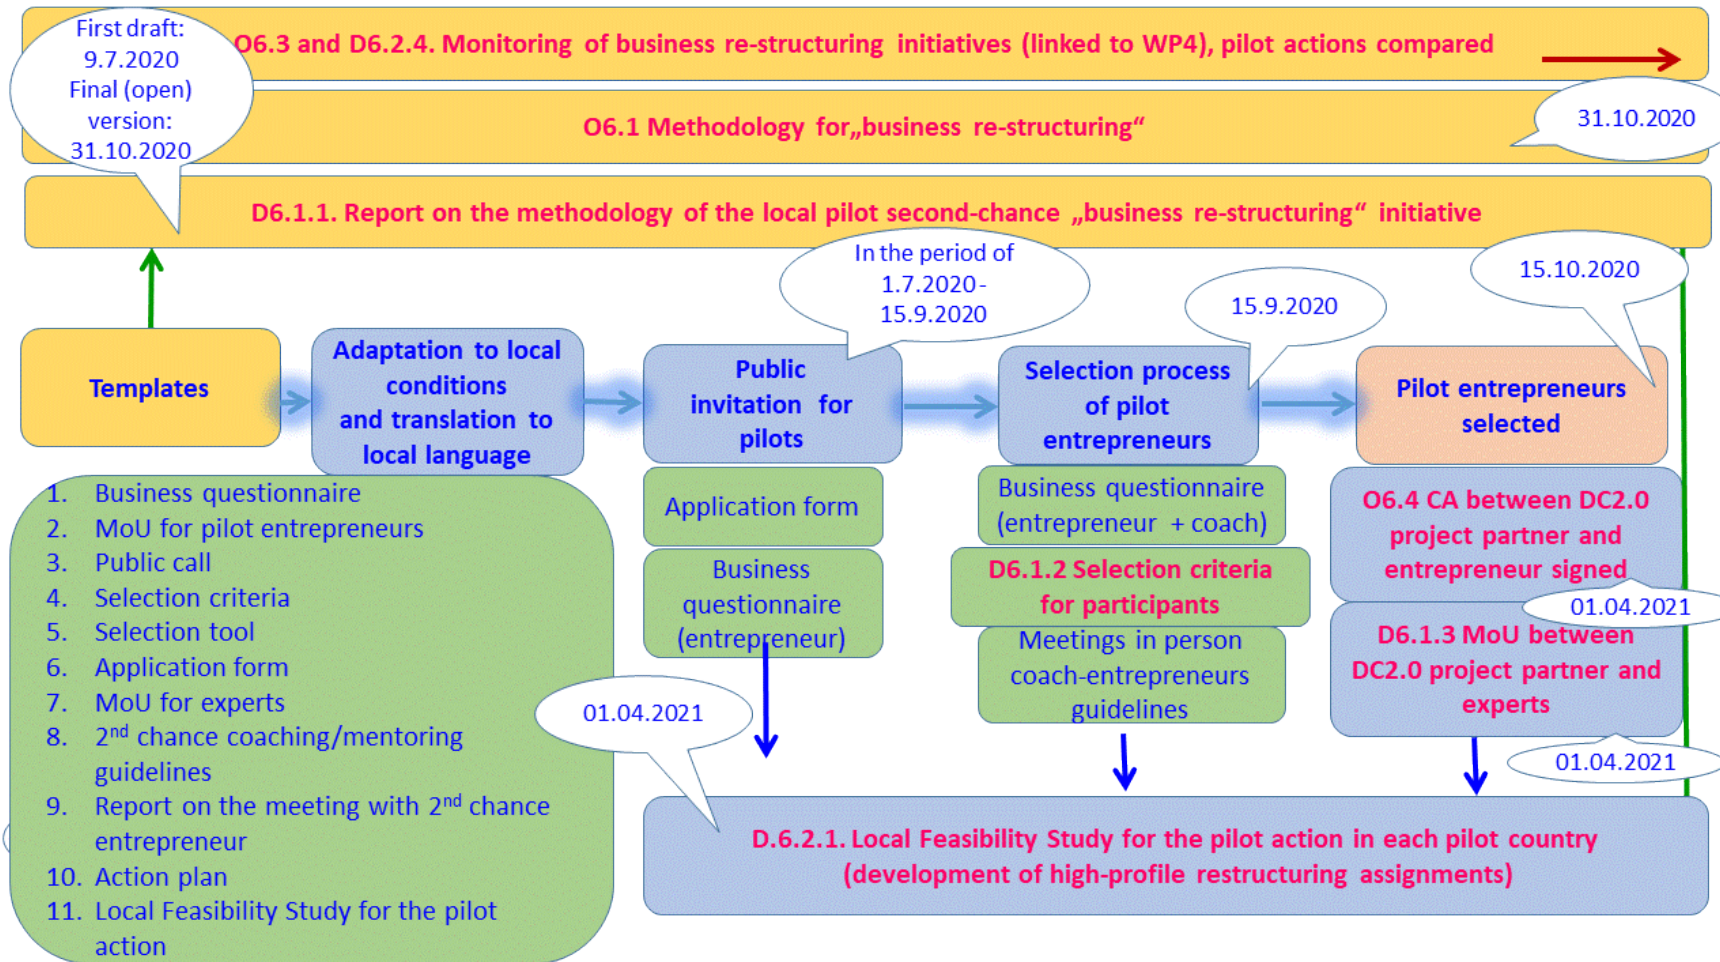 First draft:
9.7.2020
Final (open)
version:
31.10.2020
O6.3 and D6.2.4. Monitoring of business re-structuring initiatives (linked to WP4), pilot actions compared
O6.1 Methodology for„business re-structuring“
31.10.2020
D6.1.1. Report on the methodology of the local pilot second-chance „business re-structuring“ initiative
In the period of
1.7.2020 -
15.9.2020
15.9.2020
15.10.2020
Templates
Adaptation to local
conditions
and translation to
local language
Public
invitation for
pilots
Selection process
of pilot
entrepreneurs
Pilot entrepreneurs
selected
1. Business questionnaire
2. MoU for pilot entrepreneurs
3. Public call
4. Selection criteria
5. Selection tool
6. Application form
7. MoU for experts
8. 2nd chance coaching/mentoring
guidelines
9. Report on the meeting with 2nd chance
entrepreneur
10. Action plan
11. Local Feasibility Study for the pilot
action
Application form
Business
questionnaire
(entrepreneur)
Business questionnaire
(entrepreneur + coach)
D6.1.2 Selection criteria
for participants
Meetings in person
coach-entrepreneurs
guidelines
O6.4 CA between DC2.0
project partner and
entrepreneur signed
01.04.2021
D6.1.3 MoU between
DC2.0 project partner and
experts
01.04.2021
01.04.2021
D.6.2.1. Local Feasibility Study for the pilot action in each pilot country
(development of high-profile restructuring assignments)